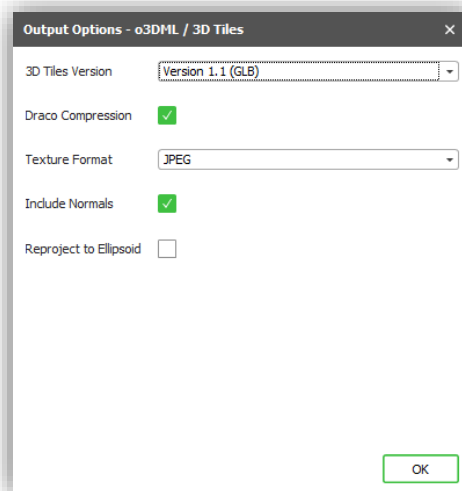 Output Options - o3DML / 3D Tiles
3D Tiles Version Version 1.1 (GLB)
Draco Compression
Texture Format JPEG
Include Normals
Reproject to Ellipsoid
OK